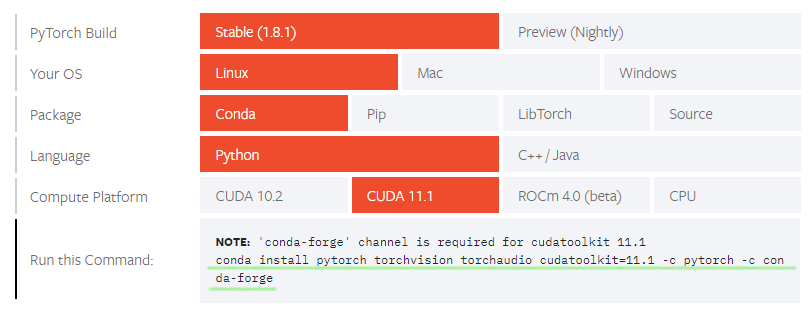 PyTorch Build Stable (1.8.1) Preview (Nightly)
Your OS Linux Mac Windows
Package Conda Pip LibTorch Source
Language Python C++ / Java
Compute Platform CUDA 10.2 CUDA 11.1 ROCm 4.0 (beta) CPU
NOTE: 'conda-forge' channel is required for cudatoolkit 11.1
Run this Command: conda install pytorch torchvision torchaudio cudatoolkit=11.1 -c pytorch -c con
da-forge